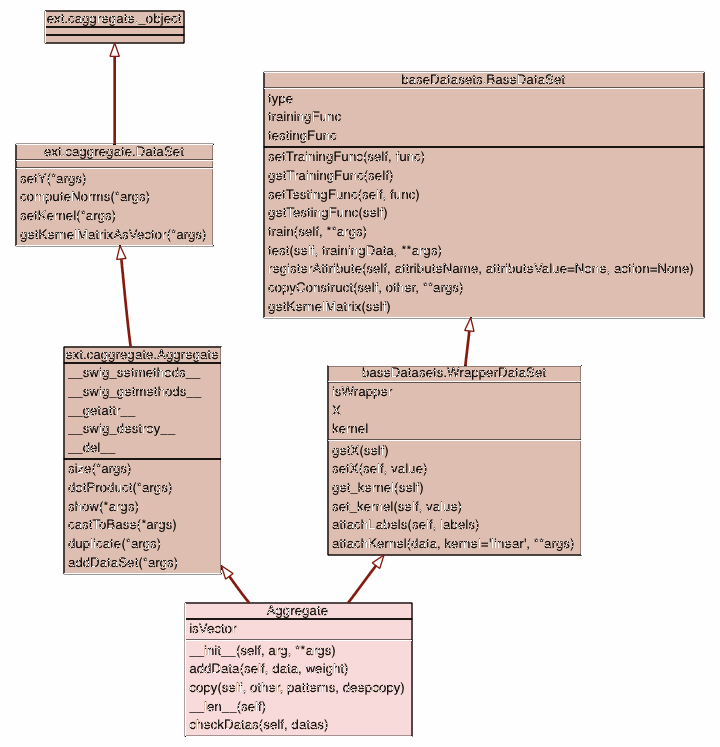 ext.caggregate._object
baseDatasets.BaseDataSet
type
trainingFunc
testingFunc
setTrainingFunc(self, func)
getTrainingFunc(self)
setTestingFunc(self, func)
getTestingFunc(self)
train(self, **args)
test(self, trainingData, **args)
registerAttribute(self, attributeName, attributeValue=None, action=None)
copyConstruct(self, other, **args)
getKernelMatrix(self)
ext.caggregate.DataSet
setY(*args)
computeNorms(*args)
setKernel(*args)
getKernelMatrixAsVector(*args)
ext.caggregate.Aggregate
__swig_setmethods__
__swig_getmethods__
__getattr__
__swig_destroy__
__del__
size(*args)
dotProduct(*args)
show(*args)
castToBase(*args)
duplicate(*args)
addDataSet(*args)
baseDatasets.WrapperDataSet
isWrapper
X
kernel
getX(self)
setX(self, value)
get_kernel(self)
set_kernel(self, value)
attachLabels(self, labels)
attachKernel(data, kernel='linear', **args)
Aggregate
isVector
__init__(self, arg, **args)
addData(self, data, weight)
copy(self, other, patterns, deepcopy)
__len__(self)
checkDatas(self, datas)